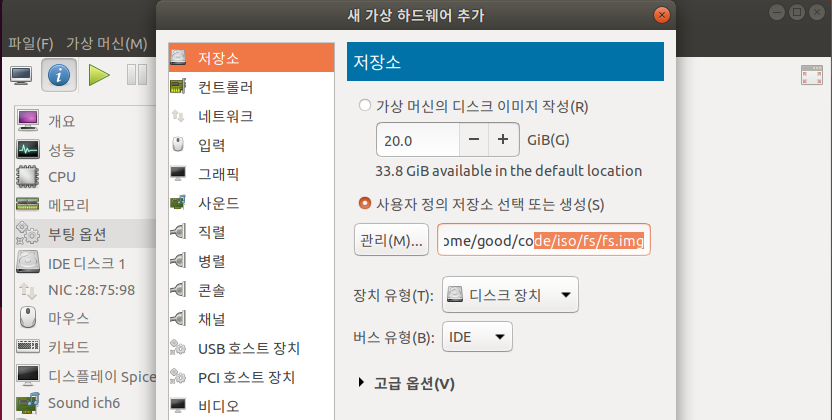 새 가상 하드웨어 추가
파일(F) 가상 머신(M)
개요
성능
CPU
메모리
부팅 옵션
IDE 디스크 1
NIC :28:75:98
마우스
키보드
디스플레이 Spice
Sound ich6
저장소
컨트롤러
네트워크
입력
그래픽
사운드
직렬
병렬
콘솔
채널
USB 호스트 장치
PCI 호스트 장치
비디오
저장소
가상 머신의 디스크 이미지 작성(R)
20.0 − + GiB(G)
33.8 GiB available in the default location
사용자 정의 저장소 선택 또는 생성(S)
관리(M)... ome/good/code/iso/fs/fs.img
장치 유형(T): 디스크 장치
버스 유형(B): IDE
고급 옵션(V)